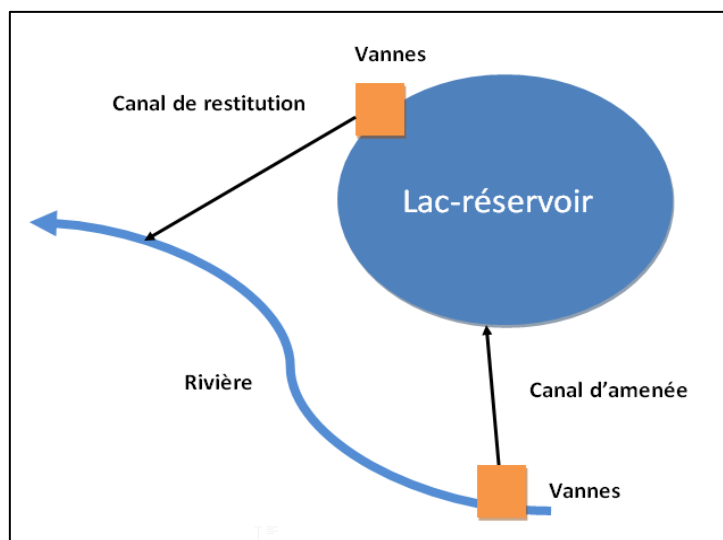 Vannes
Canal de restitution
Lac-réservoir
Rivière
Canal d’amenée
Vannes